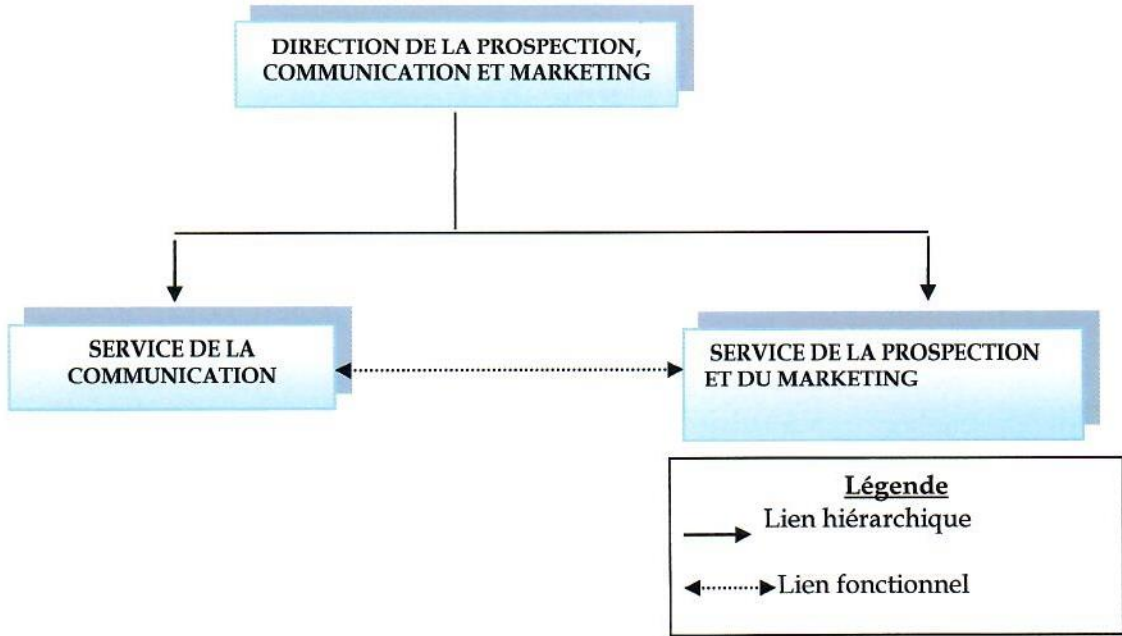 DIRECTION DE LA PROSPECTION,
COMMUNICATION ET MARKETING
SERVICE DE LA
COMMUNICATION
SERVICE DE LA PROSPECTION
ET DU MARKETING
Légende
Lien hiérarchique
Lien fonctionnel